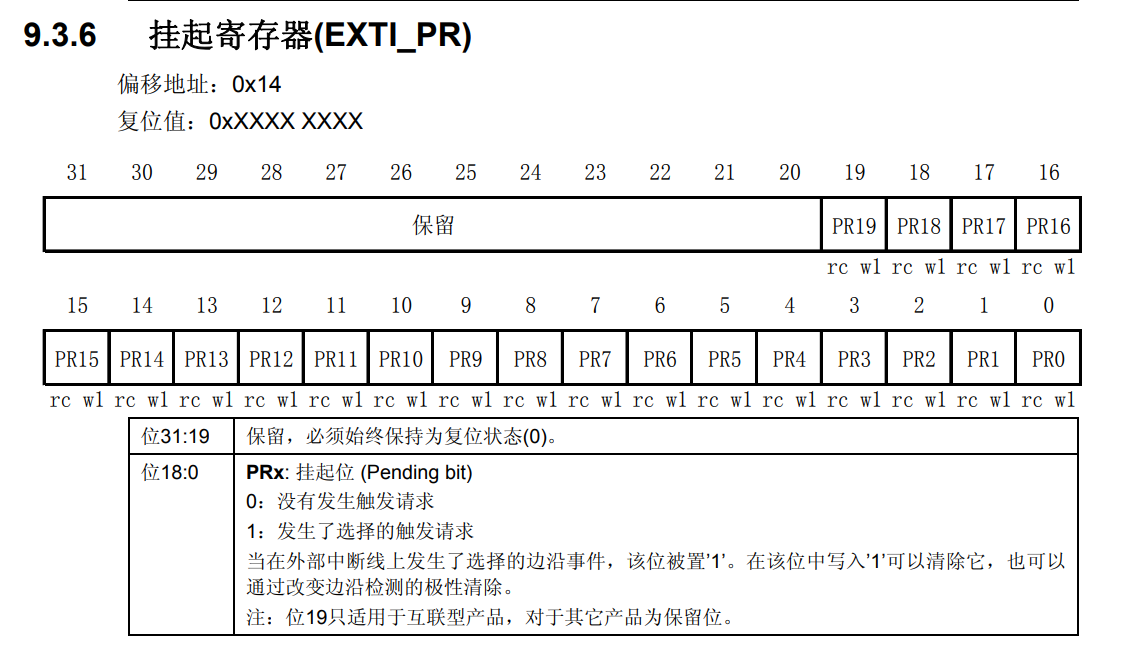 9.3.6 挂起寄存器(EXTI_PR)
偏移地址：0x14
复位值：0xXXXX XXXX
31 30 29 28 27 26 25 24 23 22 21 20 19 18 17 16
保留 PR19 PR18 PR17 PR16
rc w1 rc w1 rc w1 rc w1
15 14 13 12 11 10 9 8 7 6 5 4 3 2 1 0
PR15 PR14 PR13 PR12 PR11 PR10 PR9 PR8 PR7 PR6 PR5 PR4 PR3 PR2 PR1 PR0
rc w1 rc w1 rc w1 rc w1 rc w1 rc w1 rc w1 rc w1 rc w1 rc w1 rc w1 rc w1 rc w1 rc w1 rc w1 rc w1
位31:19 保留，必须始终保持为复位状态(0)。
位18:0 PRx: 挂起位 (Pending bit)
0：没有发生触发请求
1：发生了选择的触发请求
当在外部中断线上发生了选择的边沿事件，该位被置’1’。在该位中写入’1’可以清除它，也可以
通过改变边沿检测的极性清除。
注：位19只适用于互联型产品，对于其它产品为保留位。